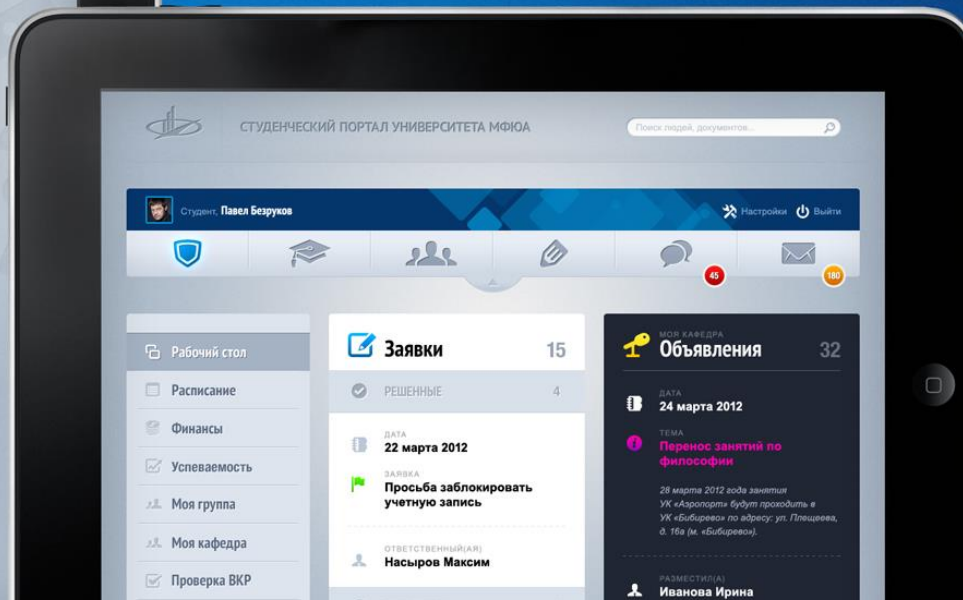 СТУДЕНЧЕСКИЙ ПОРТАЛ УНИВЕРСИТЕТА МФЮА
Поиск людей, документов...
Студент, Павел Безруков
Настройки
Выйти
45
180
Рабочий стол
Расписание
Финансы
Успеваемость
Моя группа
Моя кафедра
Проверка ВКР
Заявки 15
РЕШЕННЫЕ 4
ДАТА
22 марта 2012
ЗАЯВКА
Просьба заблокировать
учетную запись
ОТВЕТСТВЕННЫЙ(АЯ)
Насыров Максим
МОЯ КАФЕДРА
Объявления 32
ДАТА
24 марта 2012
ТЕМА
Перенос занятий по
философии
28 марта 2012 года занятия
УК «Аэропорт» будут проходить в
УК «Бибирево» по адресу: ул. Плещеева,
д. 16а (м. «Бибирево»).
РАЗМЕСТИЛ(А)
Иванова Ирина